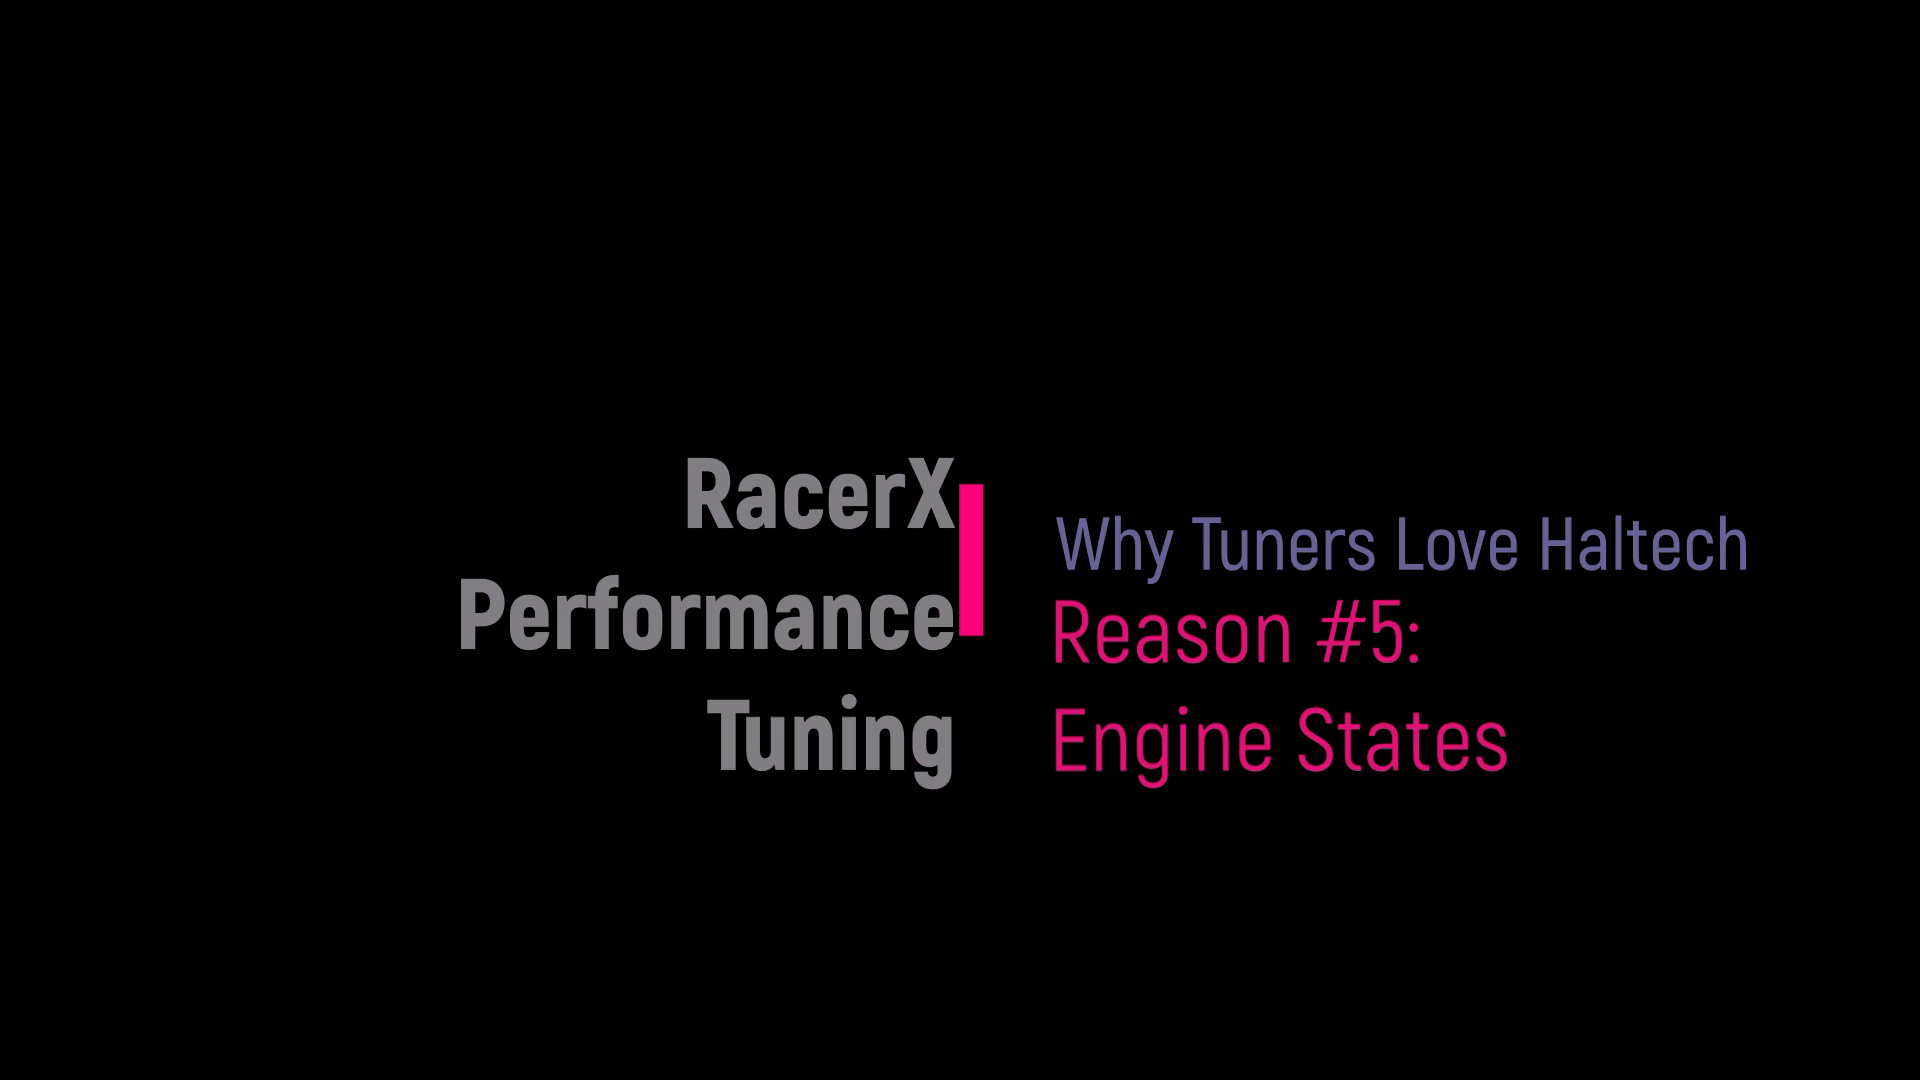 RacerX
Performance
Tuning
Why Tuners Love Haltech
Reason #5:
Engine States